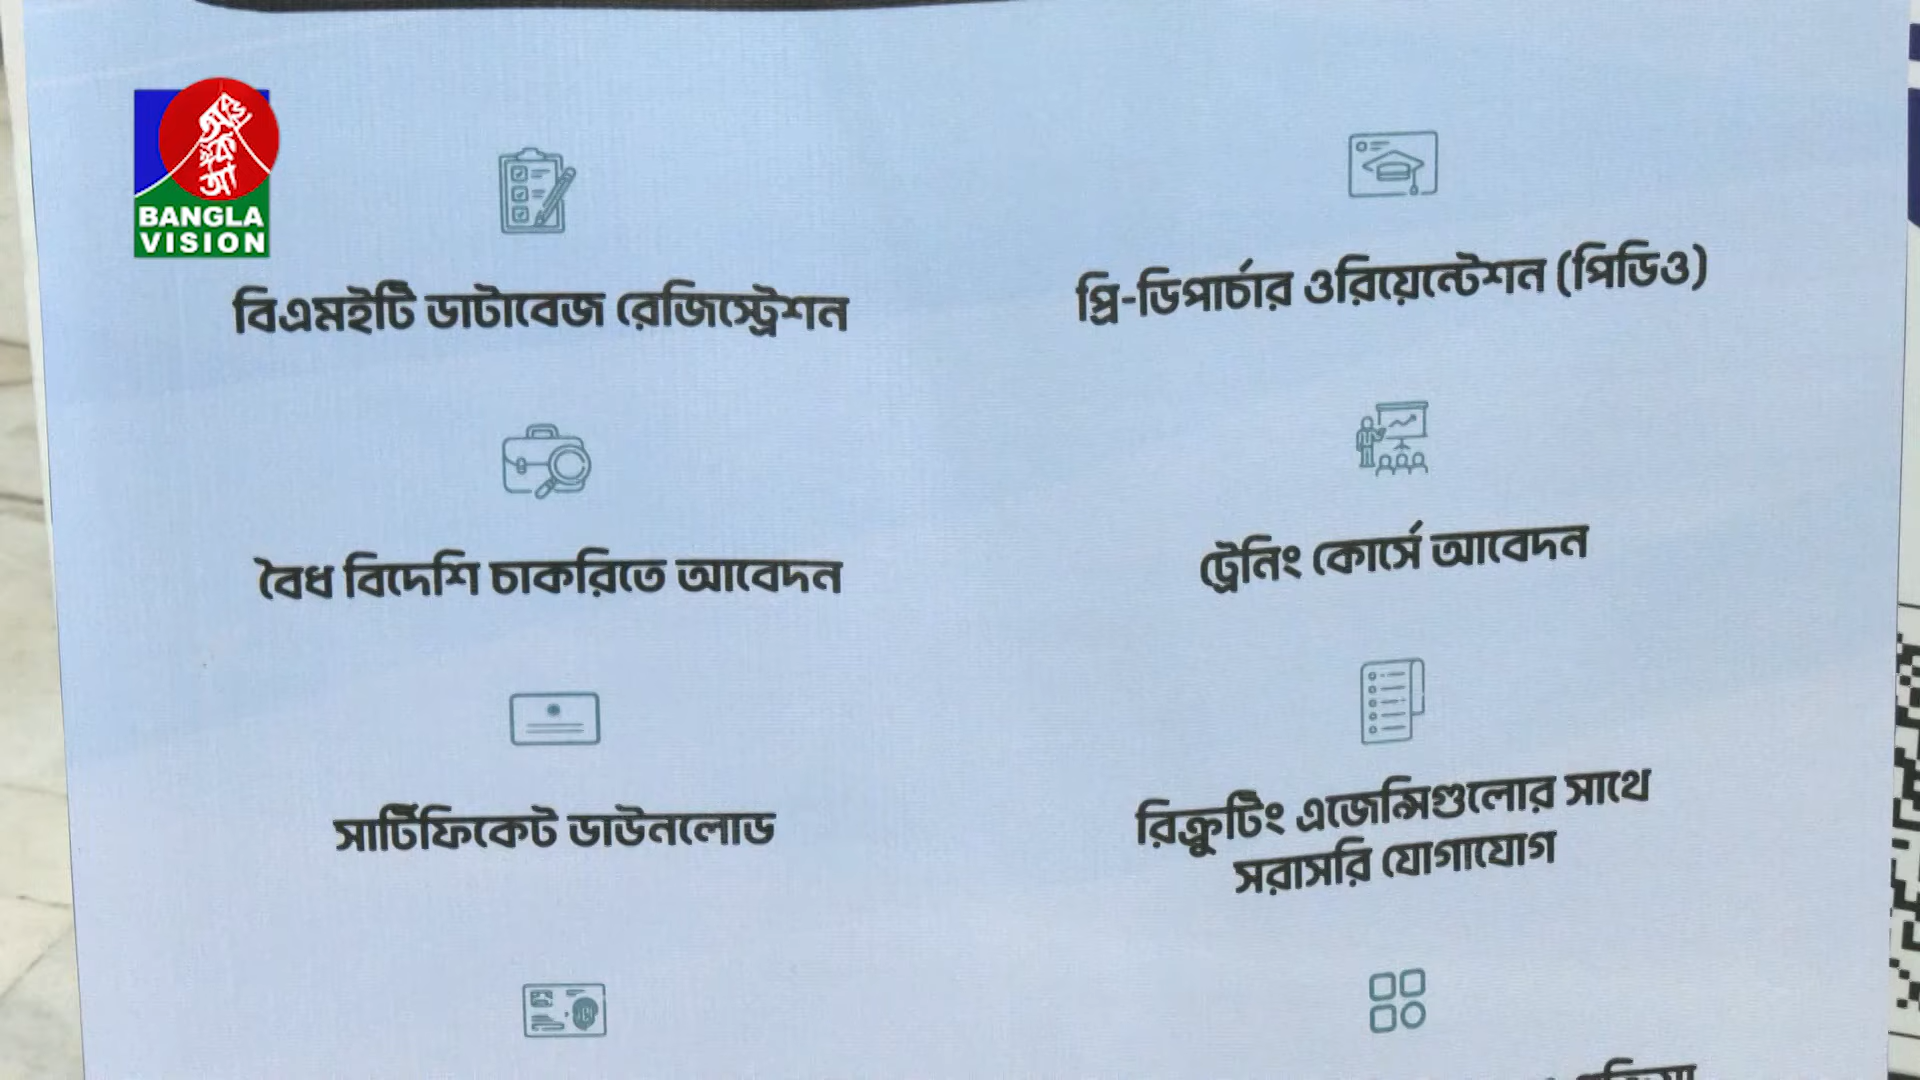 BANGLA
VISION
বিএমইটি ডাটাবেজ রেজিস্ট্রেশন
প্রি-ডিপার্চার ওরিয়েন্টেশন (পিডিও)
বৈধ বিদেশি চাকরিতে আবেদন
ট্রেনিং কোর্সে আবেদন
সার্টিফিকেট ডাউনলোড
রিক্রুটিং এজেন্সিগুলোর সাথে
সরাসরি যোগাযোগ